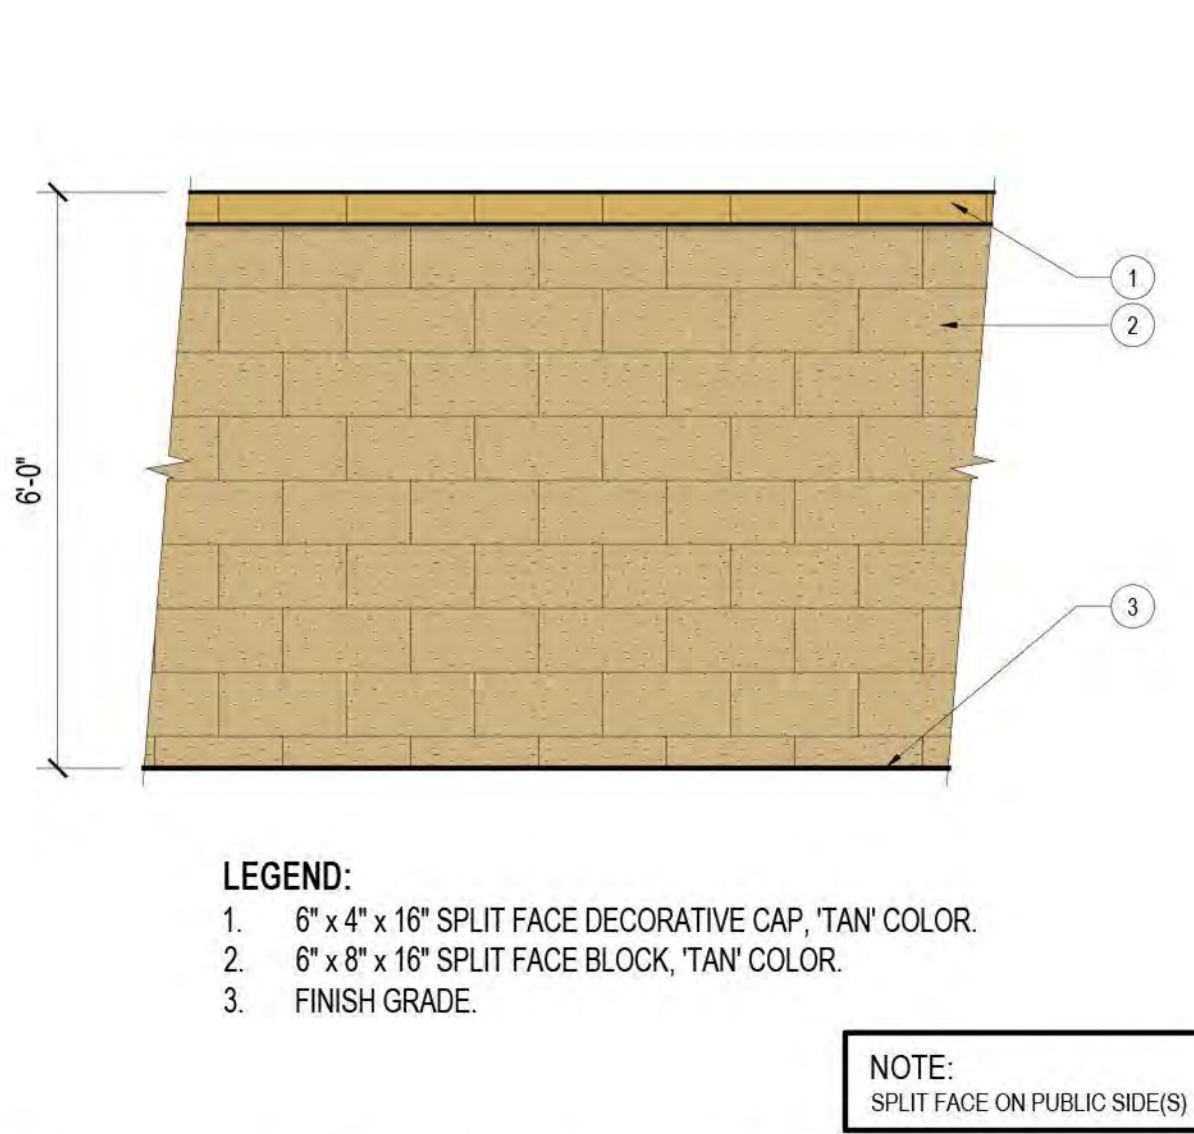 1
2
6'-0"
3
LEGEND:
1. 6" x 4" x 16" SPLIT FACE DECORATIVE CAP, 'TAN' COLOR.
2. 6" x 8" x 16" SPLIT FACE BLOCK, 'TAN' COLOR.
3. FINISH GRADE.
NOTE:
SPLIT FACE ON PUBLIC SIDE(S)